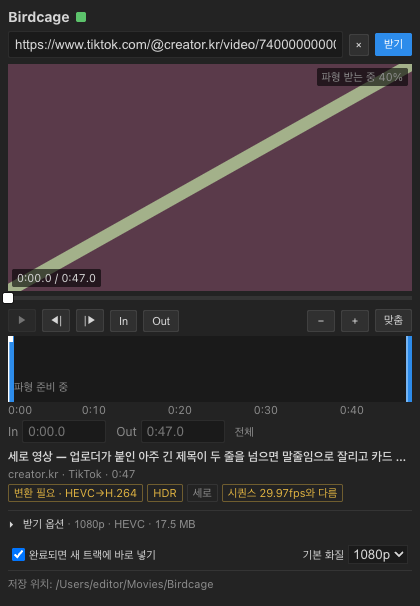 Birdcage
https://www.tiktok.com/@creator.kr/video/74000000000
× 받기
파형 받는 중 40%
0:00.0 / 0:47.0
In Out − + 맞춤
파형 준비 중
0:00 0:10 0:20 0:30 0:40
In 0:00.0 Out 0:47.0 전체
세로 영상 — 업로더가 붙인 아주 긴 제목이 두 줄을 넘으면 말줄임으로 잘리고 카드 ...
creator.kr · TikTok · 0:47
변환 필요 · HEVC→H.264 HDR 세로 시퀀스 29.97fps와 다름
받기 옵션 · 1080p · HEVC · 17.5 MB
완료되면 새 트랙에 바로 넣기 기본 화질 1080p
저장 위치: /Users/editor/Movies/Birdcage